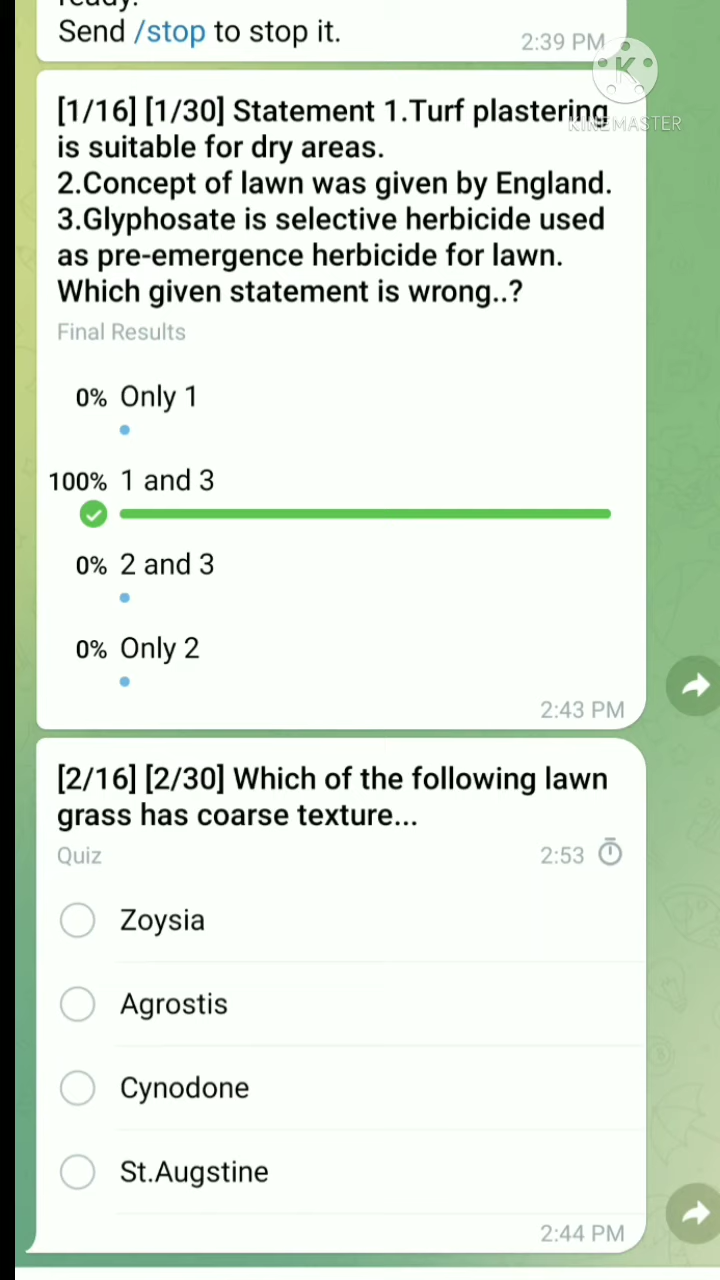 Send /stop to stop it.
2:39 PM
K
KINEMASTER
[1/16] [1/30] Statement 1.Turf plastering
is suitable for dry areas.
2.Concept of lawn was given by England.
3.Glyphosate is selective herbicide used
as pre-emergence herbicide for lawn.
Which given statement is wrong..?
Final Results
0% Only 1
100% 1 and 3
0% 2 and 3
0% Only 2
2:43 PM
[2/16] [2/30] Which of the following lawn
grass has coarse texture...
Quiz 2:53
Zoysia
Agrostis
Cynodone
St.Augstine
2:44 PM